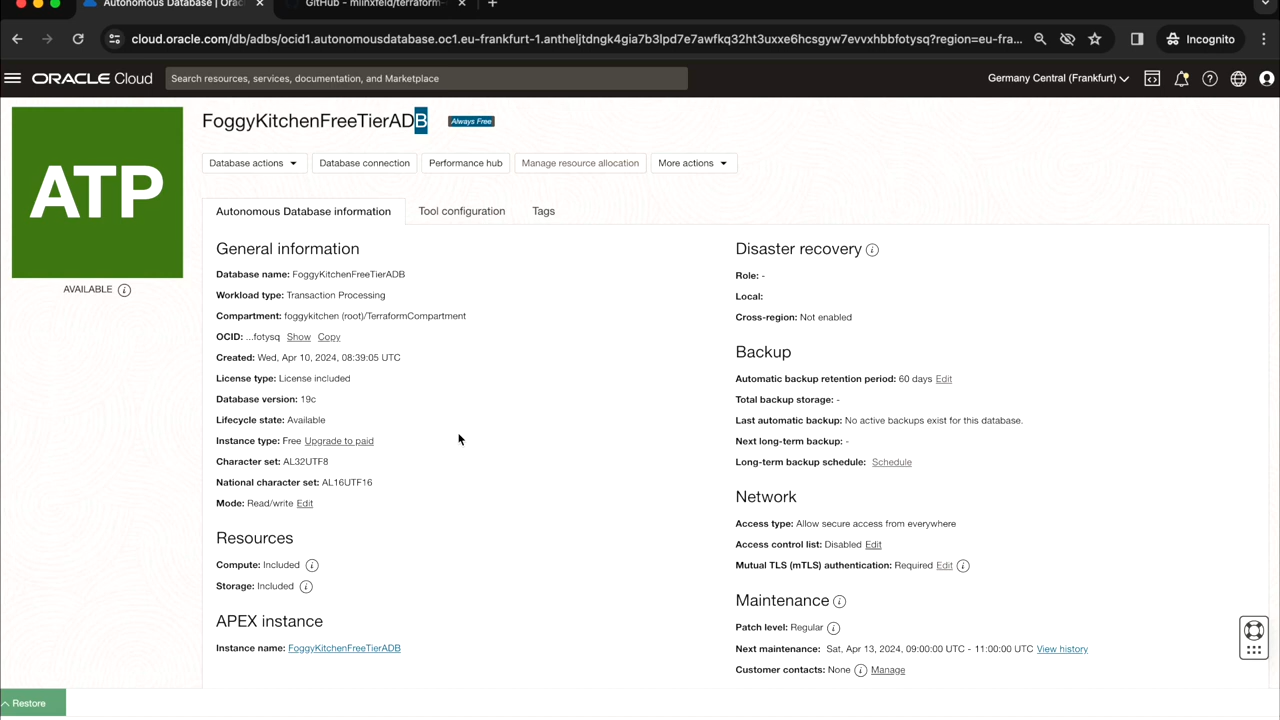 Autonomous Database | Orac
GitHub - mlinxfeld/terraform-
cloud.oracle.com/db/adbs/ocid1.autonomousdatabase.oc1.eu-frankfurt-1.antheljtdngk4gia7b3lpd7e7awfkq32ht3uxxe6hcsgyw7evvxhbbfotysq?region=eu-fra...
Incognito
ORACLE Cloud
Search resources, services, documentation, and Marketplace
Germany Central (Frankfurt)
ATP
AVAILABLE
FoggyKitchenFreeTierADB
Always Free
Database actions
Database connection
Performance hub
Manage resource allocation
More actions
Autonomous Database information
Tool configuration
Tags
General information
Database name: FoggyKitchenFreeTierADB
Workload type: Transaction Processing
Compartment: foggykitchen (root)/TerraformCompartment
OCID: ...fotysq Show Copy
Created: Wed, Apr 10, 2024, 08:39:05 UTC
License type: License included
Database version: 19c
Lifecycle state: Available
Instance type: Free Upgrade to paid
Character set: AL32UTF8
National character set: AL16UTF16
Mode: Read/write Edit
Resources
Compute: Included
Storage: Included
APEX instance
Instance name: FoggyKitchenFreeTierADB
Disaster recovery
Role: -
Local:
Cross-region: Not enabled
Backup
Automatic backup retention period: 60 days Edit
Total backup storage: -
Last automatic backup: No active backups exist for this database.
Next long-term backup: -
Long-term backup schedule: Schedule
Network
Access type: Allow secure access from everywhere
Access control list: Disabled Edit
Mutual TLS (mTLS) authentication: Required Edit
Maintenance
Patch level: Regular
Next maintenance: Sat, Apr 13, 2024, 09:00:00 UTC - 11:00:00 UTC View history
Customer contacts: None Manage
Restore